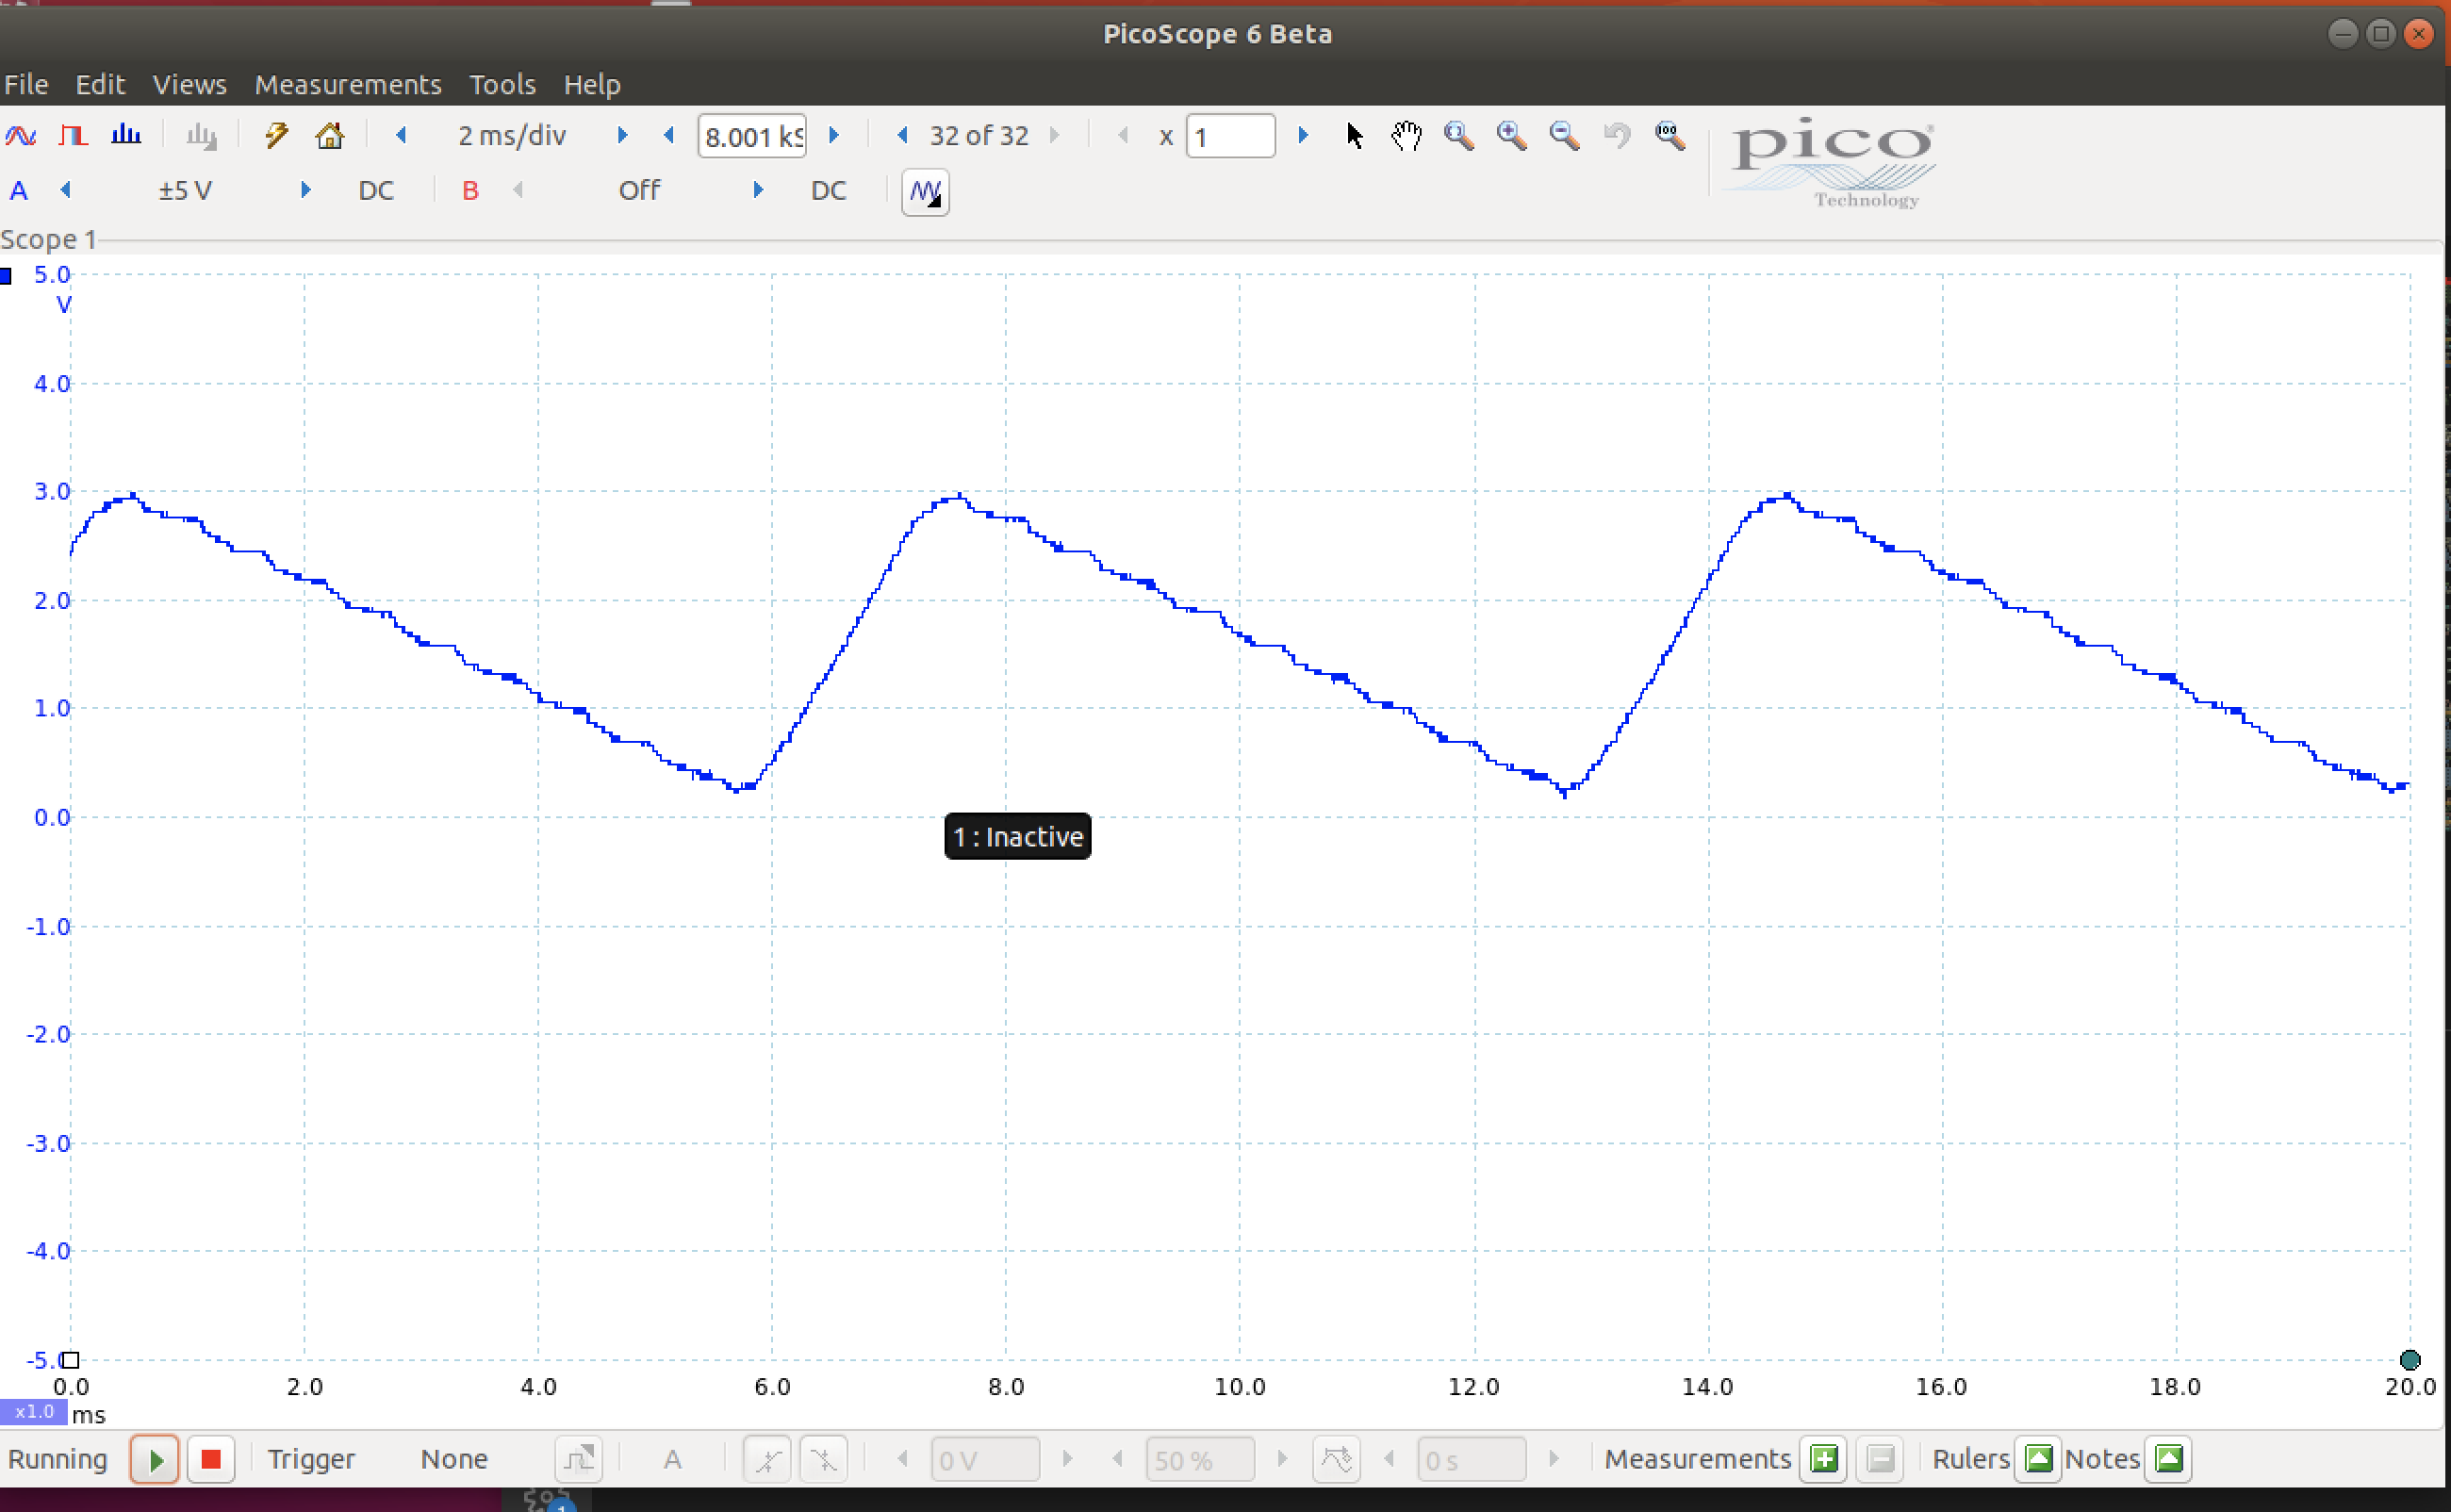 PicoScope 6 Beta
File Edit Views Measurements Tools Help
2 ms/div 8.001 kS 32 of 32 x 1
A ±5 V DC B Off DC
pico
Technology
Scope 1
5.0
V
4.0
3.0
2.0
1.0
0.0
1 : Inactive
-1.0
-2.0
-3.0
-4.0
-5.0
0.0 2.0 4.0 6.0 8.0 10.0 12.0 14.0 16.0 18.0 20.0
x1.0 ms
Running Trigger None A 0 V 50 % 0 s Measurements Rulers Notes
1